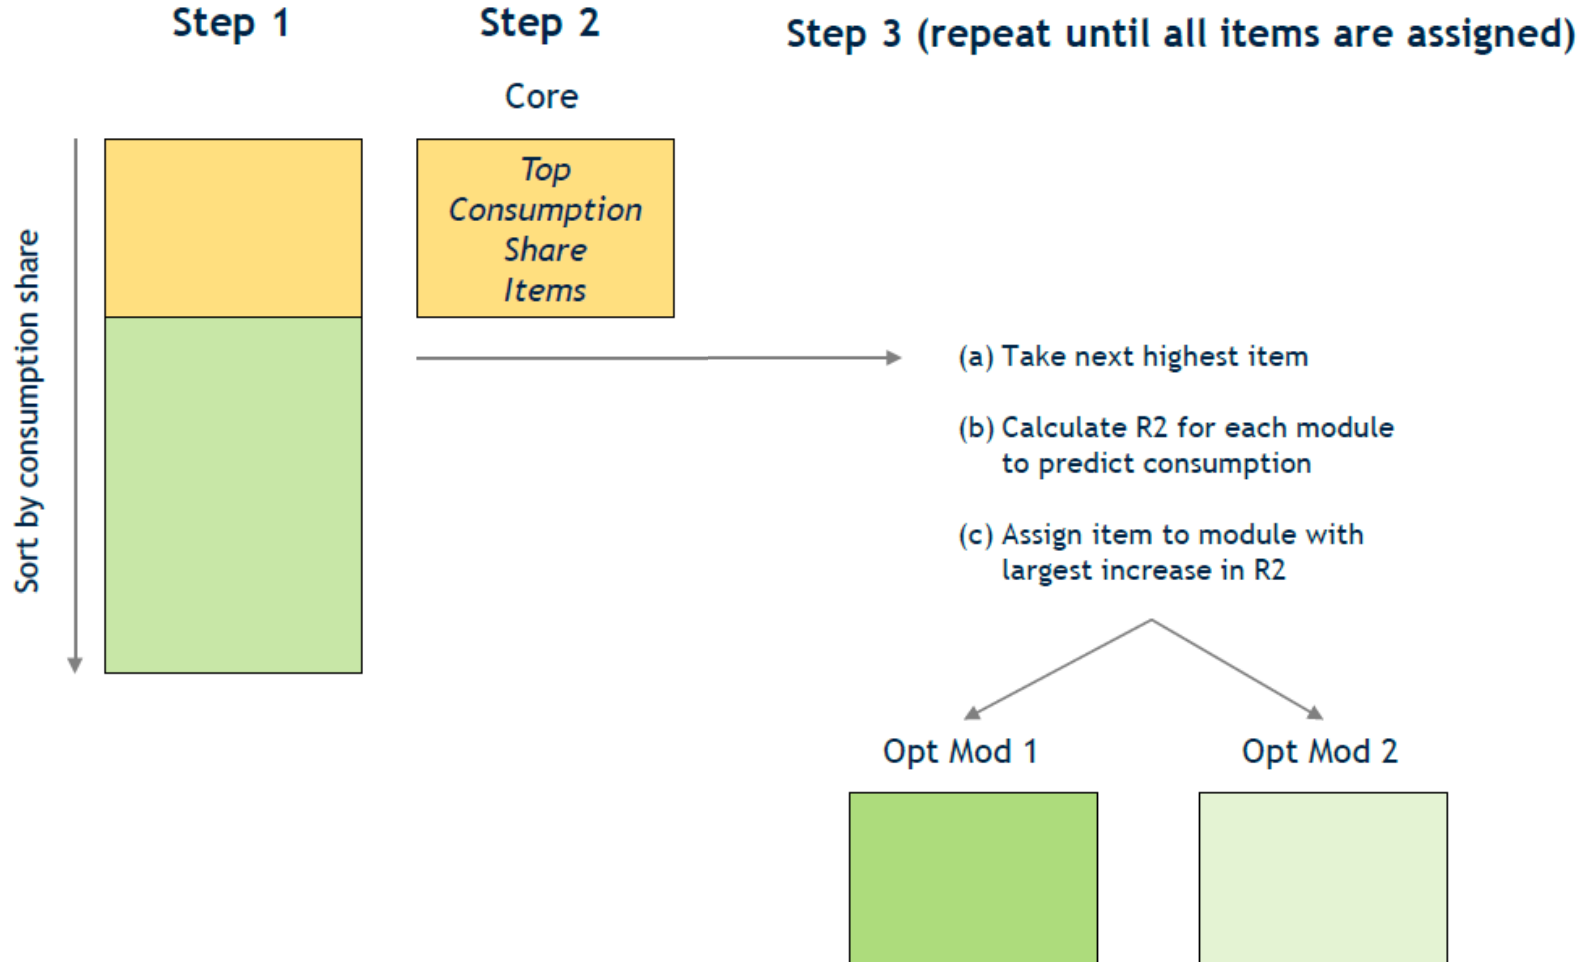 Step 1
Step 2
Step 3 (repeat until all items are assigned)
Core
Top
Consumption
Share
Items
Sort by consumption share
(a) Take next highest item
(b) Calculate R2 for each module
to predict consumption
(c) Assign item to module with
largest increase in R2
Opt Mod 1
Opt Mod 2